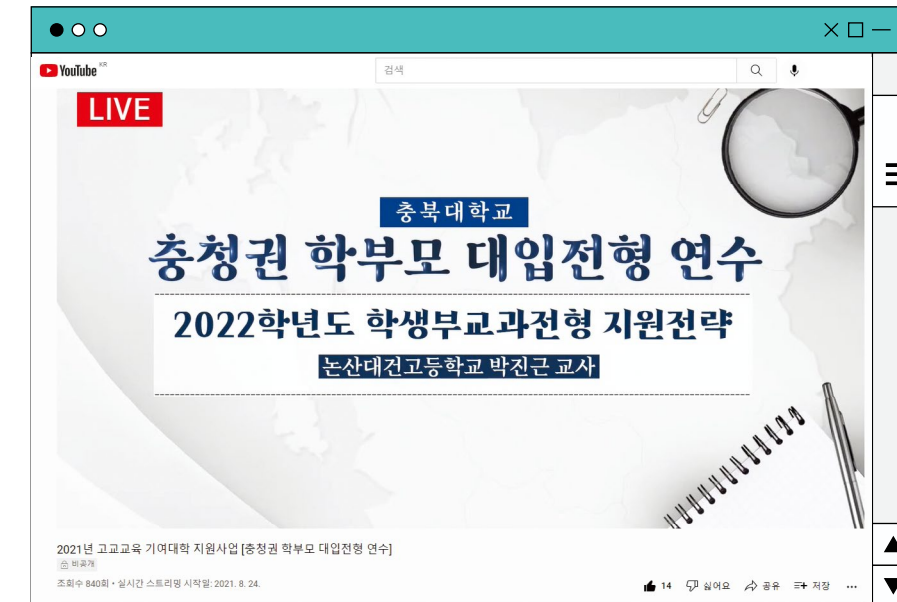 YouTube KR
검색
LIVE
충북대학교
충청권 학부모 대입전형 연수
2022학년도 학생부교과전형 지원전략
논산대건고등학교 박진근 교사
2021년 고교교육 기여대학 지원사업 [충청권 학부모 대입전형 연수]
비공개
조회수 840회 • 실시간 스트리밍 시작일: 2021. 8. 24.
14 싫어요 공유 저장 ...